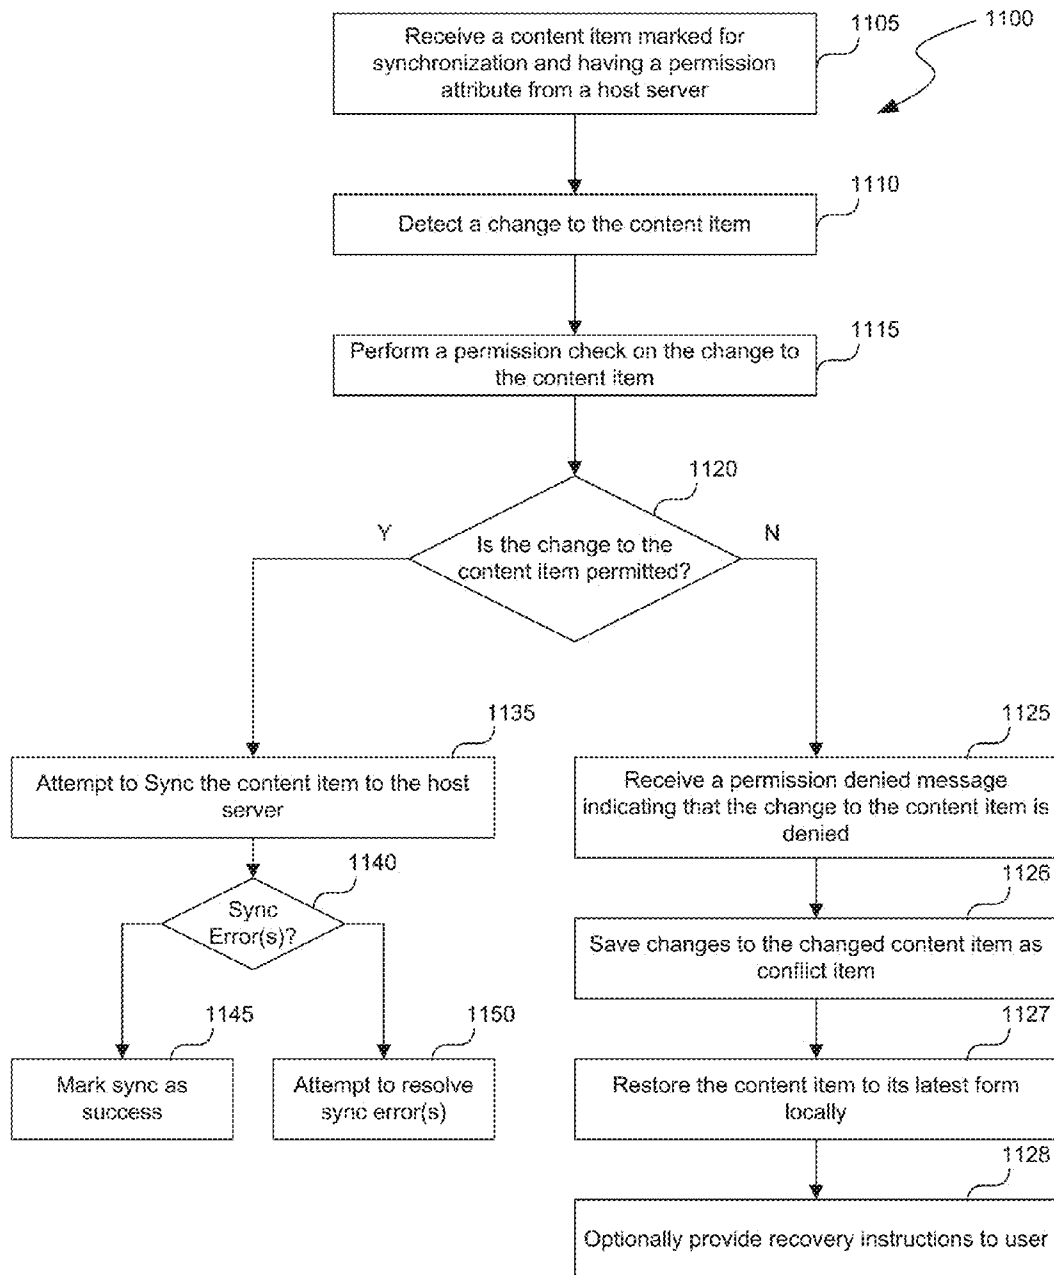 1100
1105
Receive a content item marked for
synchronization and having a permission
attribute from a host server
1110
Detect a change to the content item
1115
Perform a permission check on the change to
the content item
1120
Y
N
Is the change to the
content item permitted?
1135
Attempt to Sync the content item to the host
server
1140
Sync
Error(s)?
1145
Mark sync as
success
1150
Attempt to resolve
sync error(s)
1125
Receive a permission denied message
indicating that the change to the content item is
denied
1126
Save changes to the changed content item as
conflict item
1127
Restore the content item to its latest form
locally
1128
Optionally provide recovery instructions to user